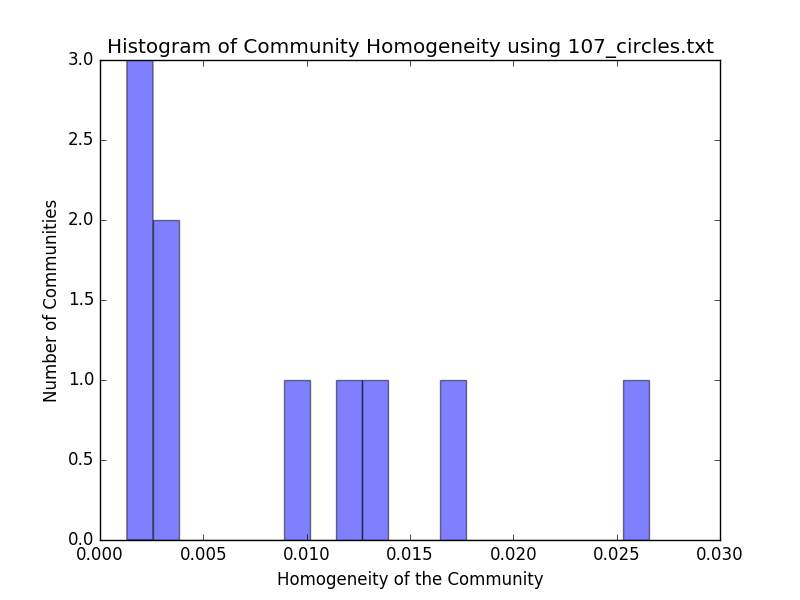 Histogram of Community Homogeneity using 107_circles.txt
3.0
2.5
2.0
1.5
1.0
0.5
0.0
Number of Communities
0.000 0.005 0.010 0.015 0.020 0.025 0.030
Homogeneity of the Community